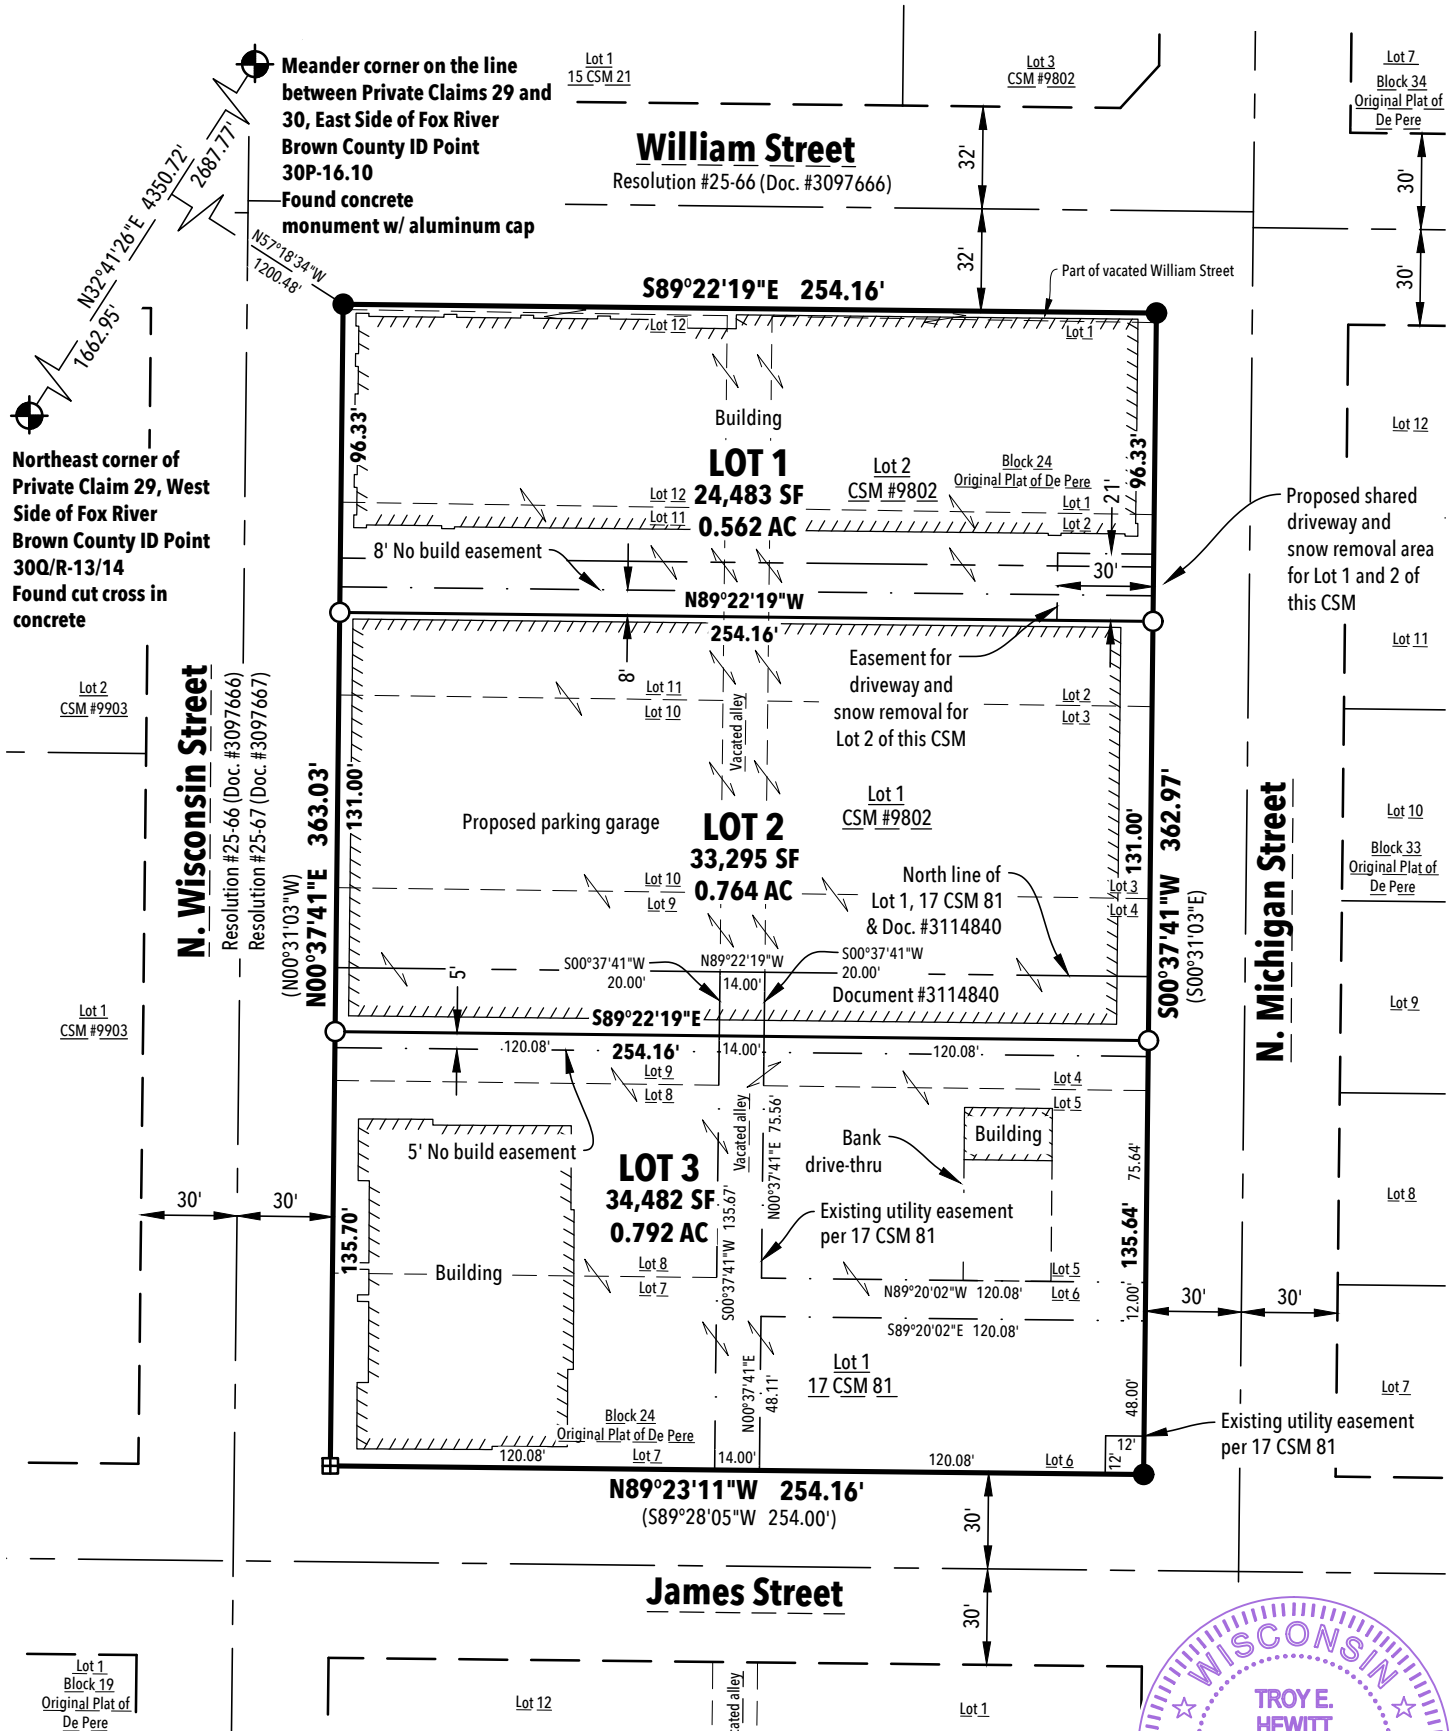 Meander corner on the line
between Private Claims 29 and
30, East Side of Fox River
Brown County ID Point
30P-16.10
Found concrete
monument w/ aluminum cap
Lot 1
15 CSM 21
Lot 3
CSM #9802
Lot 7
Block 34
Original Plat of
De Pere
William Street
Resolution #25-66 (Doc. #3097666)
32'
32'
30'
30'
N32°41'26"E 4350.72'
2687.77'
1662.95'
N57°18'34"W
1200.48'
Part of vacated William Street
S89°22'19"E 254.16'
Lot 12
Lot 1
Building
96.33'
96.33'
LOT 1
24,483 SF
0.562 AC
Lot 2
CSM #9802
Block 24
Original Plat of De Pere
Lot 12
Lot 11
Lot 1
Lot 2
21'
30'
Lot 12
Northeast corner of
Private Claim 29, West
Side of Fox River
Brown County ID Point
30Q/R-13/14
Found cut cross in
concrete
Proposed shared
driveway and
snow removal area
for Lot 1 and 2 of
this CSM
8' No build easement
N89°22'19"W
254.16'
8'
Easement for
driveway and
snow removal for
Lot 2 of this CSM
Lot 11
Lot 10
Lot 2
Lot 3
Vacated alley
Lot 11
Lot 2
CSM #9903
N. Wisconsin Street
Resolution #25-66 (Doc. #3097666)
Resolution #25-67 (Doc. #3097667)
(N00°31'03"W)
N00°37'41"E 363.03'
131.00'
Proposed parking garage
LOT 2
33,295 SF
0.764 AC
Lot 1
CSM #9802
131.00'
S00°37'41"W 362.97'
(S00°31'03"E)
N. Michigan Street
Lot 10
Block 33
Original Plat of
De Pere
Lot 10
Lot 9
Lot 3
Lot 4
North line of
Lot 1, 17 CSM 81
& Doc. #3114840
S00°37'41"W
20.00'
N89°22'19"W
14.00'
S00°37'41"W
20.00'
Document #3114840
5'
Lot 1
CSM #9903
Lot 9
S89°22'19"E
254.16'
120.08'
14.00'
120.08'
Lot 9
Lot 8
Lot 4
Lot 5
Vacated alley
5' No build easement
Building
Bank
drive-thru
LOT 3
34,482 SF
0.792 AC
N00°37'41"E 75.56'
S00°37'41"W 135.67'
75.64'
135.64'
135.70'
Existing utility easement
per 17 CSM 81
30'
30'
Lot 8
Building
Lot 8
Lot 7
Lot 5
Lot 6
N89°20'02"W 120.08'
12.00'
S89°20'02"E 120.08'
30'
30'
N00°37'41"E
48.11'
Lot 1
17 CSM 81
48.00'
Lot 7
Block 24
Original Plat of De Pere
120.08'
Lot 7
14.00'
120.08'
Lot 6
12'
12'
Existing utility easement
per 17 CSM 81
N89°23'11"W 254.16'
(S89°28'05"W 254.00')
30'
James Street
30'
Lot 1
Block 19
Original Plat of
De Pere
Lot 12
Lot 1
WISCONSIN
TROY E.
HEWITT